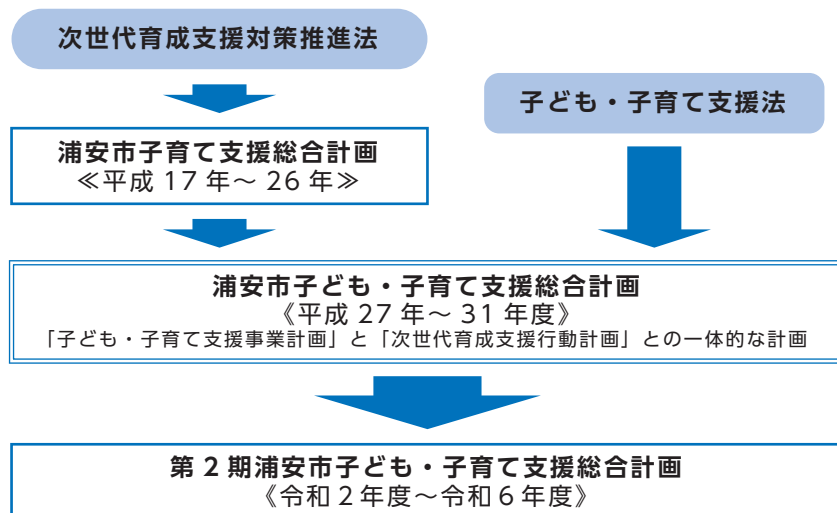 次世代育成支援対策推進法
子ども・子育て支援法
浦安市子育て支援総合計画
≪平成 17 年～ 26 年≫
浦安市子ども・子育て支援総合計画
《平成 27 年～ 31 年度》
「子ども・子育て支援事業計画」と「次世代育成支援行動計画」との一体的な計画
第 2 期浦安市子ども・子育て支援総合計画
《令和 2 年度～令和 6 年度》